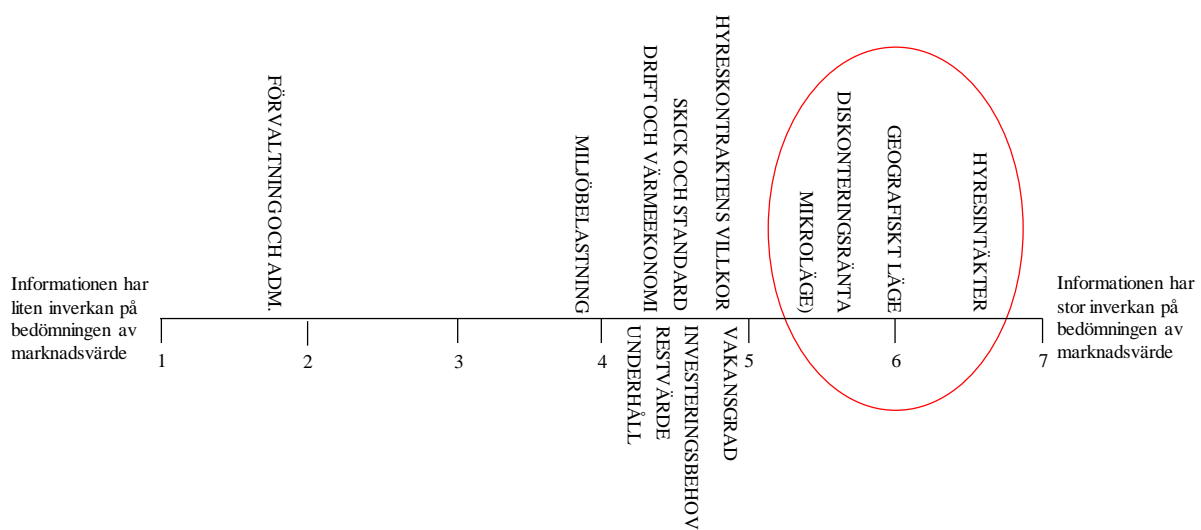 FÖRVALTNING OCH ADM.
MILJÖBELASTNING
DRIFT OCH VÄRMEEKONOMI
SKICK OCH STANDARD
HYRESKONTRAKTENS VILLKOR
MIKROLÄGE)
DISKONTERINGSRÄNTA
GEOGRAFISKT LÄGE
HYRESINTÄKTER
Informationen har
liten inverkan på
bedömningen av
marknadsvärde
Informationen har
stor inverkan på
bedömningen av
marknadsvärde
1
2
3
4
5
6
7
UNDERHÅLL
RESTVÄRDE
INVESTERINGSBEHOV
VAKANSGRAD